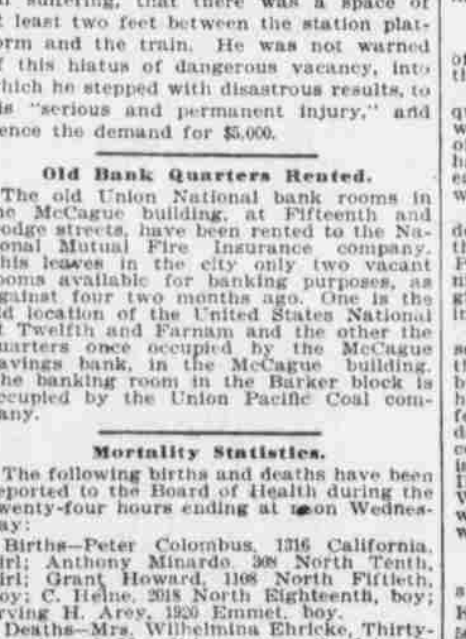 suffering, that there was a space of
t least two feet between the station plat-
orm and the train. He was not warned
f this hiatus of dangerous vacancy, into
hich he stepped with disastrous results, to
is "serious and permanent injury," and
ence the demand for $5,000.
Old Bank Quarters Rented.
The old Union National bank rooms in
he McCague building, at Fifteenth and
odge streets, have been rented to the Na-
onal Mutual Fire Insurance company.
his leaves in the city only two vacant
ooms available for banking purposes, as
gainst four two months ago. One is the
ld location of the United States National
t Twelfth and Farnam and the other the
uarters once occupied by the McCague
avings bank, in the McCague building.
he banking room in the Barker block is
ccupied by the Union Pacific Coal com-
any.
Mortality Statistics.
The following births and deaths have been
eported to the Board of Health during the
wenty-four hours ending at noon Wednes-
ay:
Births—Peter Colombus, 1316 California,
irl; Anthony Minardo, 308 North Tenth,
irl; Grant Howard, 1108 North Fiftieth,
oy; C. Heine, 2018 North Eighteenth, boy;
rving H. Arey, 1920 Emmet, boy.
Deaths—Mrs. Wilhelmina Ehricke, Thirty-